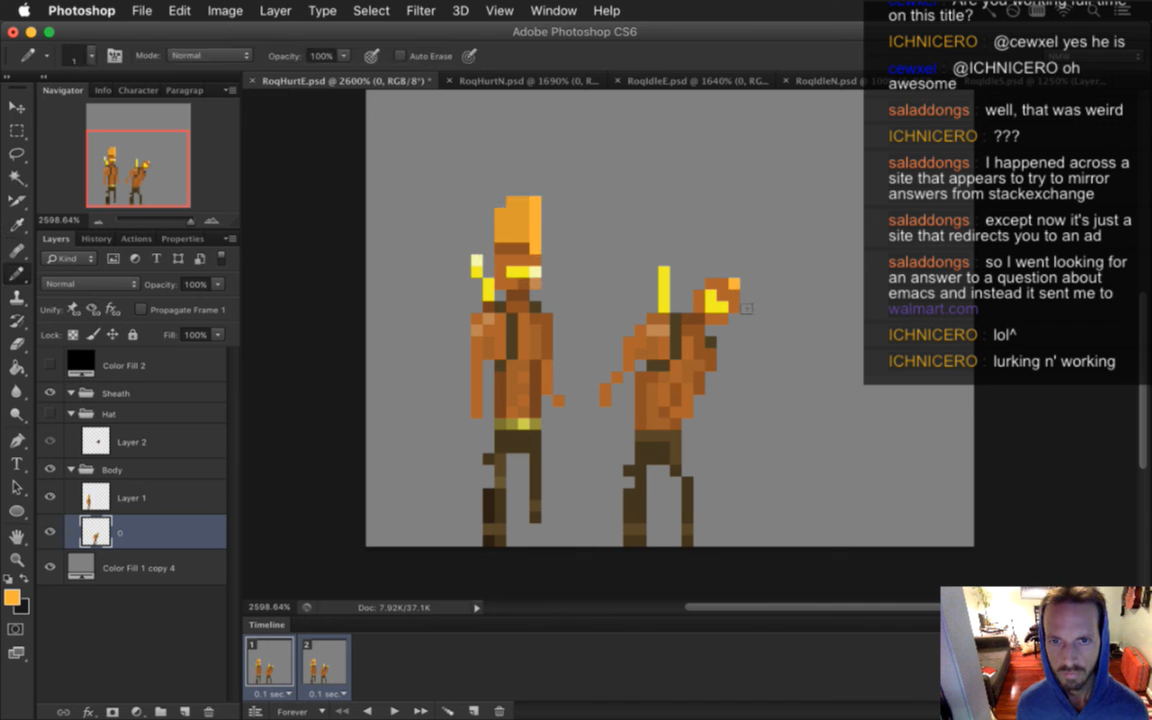 Photoshop File Edit Image Layer Type Select Filter 3D View Window Help
Adobe Photoshop CS6
1 Mode: Normal Opacity: 100% Auto Erase
RoqHurtE.psd @ 2600% (0, RGB/8*) * RoqHurtN.psd @ 1690% (0, R... RoqIdleE.psd @ 1640% (0, RG...
Navigator Info Character Paragrap
2598.64%
Layers History Actions Properties
Kind
Normal Opacity: 100%
Unify: Propagate Frame 1
Lock: Fill: 100%
Color Fill 2
Sheath
Hat
Layer 2
Body
Layer 1
0
Color Fill 1 copy 4
on this title?
ICHNICERO : @cewxel yes he is
cewxel : @ICHNICERO oh
awesome
saladdongs : well, that was weird
ICHNICERO : ???
saladdongs : I happened across a
site that appears to try to mirror
answers from stackexchange
saladdongs : except now it's just a
site that redirects you to an ad
saladdongs : so I went looking for
an answer to a question about
emacs and instead it sent me to
walmart.com
ICHNICERO : lol^
ICHNICERO : lurking n' working
2598.64% Doc: 7.92K/37.1K
Timeline
1 2
0.1 sec. 0.1 sec.
Forever